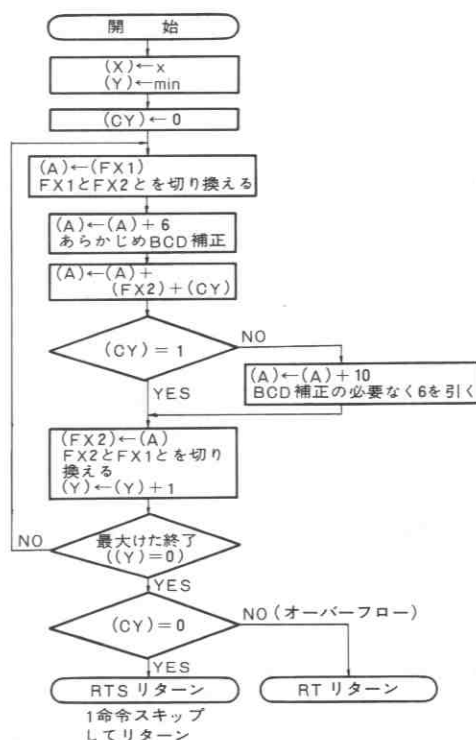 開 始
(X)←x
(Y)←min
(CY)←0
(A)←(FX1)
FX1とFX2とを切り換える
(A)←(A)+6
あらかじめBCD補正
(A)←(A)+
(FX2)+(CY)
(CY)=1
NO
YES
(A)←(A)+10
BCD補正の必要なく6を引く
(FX2)←(A)
FX2とFX1とを切り
換える
(Y)←(Y)+1
NO
最大けた終了
((Y)=0)
YES
(CY)=0
NO(オーバーフロー)
YES
RTS リターン
RT リターン
1命令スキップ
してリターン